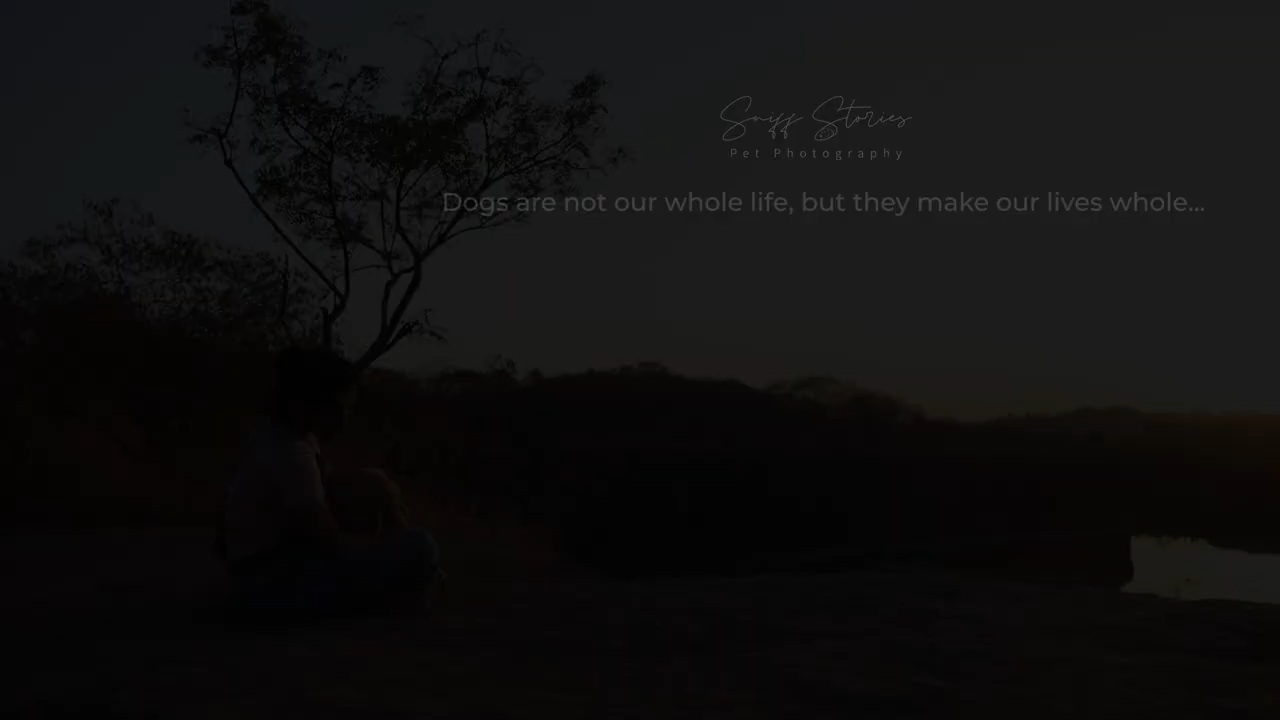 Sniff Stories
Pet Photography
Dogs are not our whole life, but they make our lives whole...